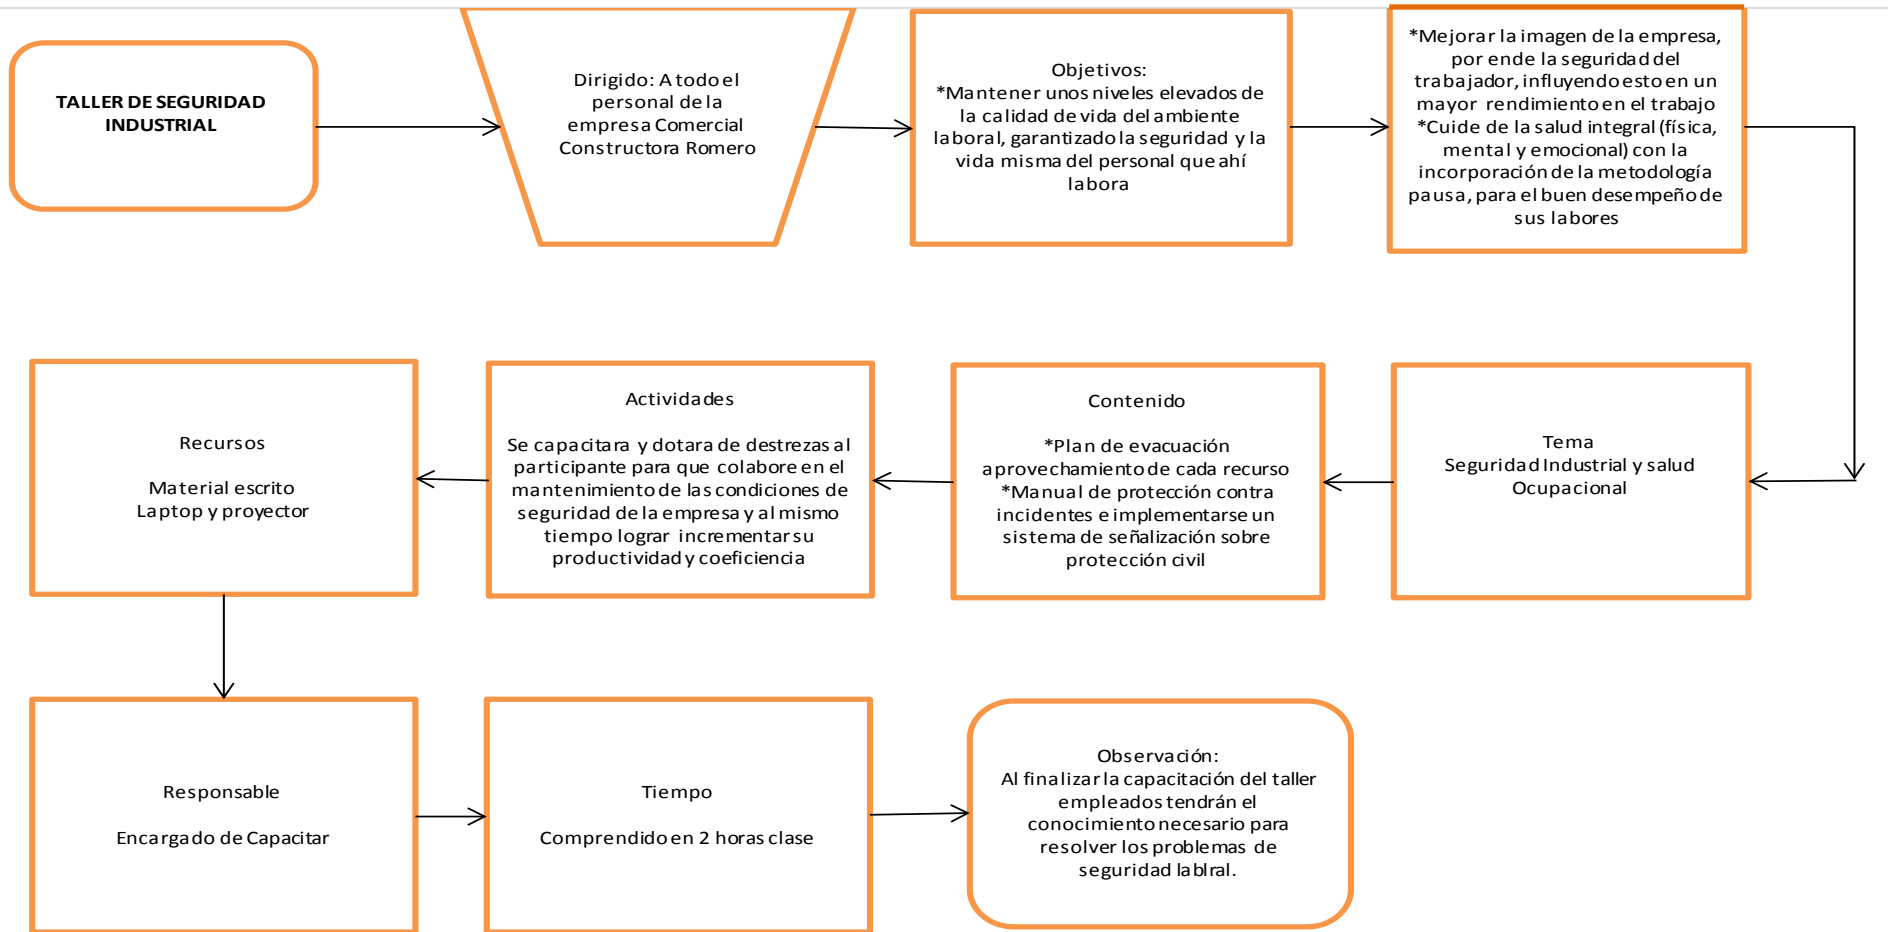 TALLER DE SEGURIDAD
INDUSTRIAL
Dirigido: A todo el
personal de la
empresa Comercial
Constructora Romero
Objetivos:
*Mantener unos niveles elevados de
la calidad de vida del ambiente
laboral, garantizado la seguridad y la
vida misma del personal que ahí
labora
*Mejorar la imagen de la empresa,
por ende la seguridad del
trabajador, influyendo esto en un
mayor rendimiento en el trabajo
*Cuide de la salud integral (física,
mental y emocional) con la
incorporación de la metodología
pausa, para el buen desempeño de
sus labores
Tema
Seguridad Industrial y salud
Ocupacional
Contenido
*Plan de evacuación
aprovechamiento de cada recurso
*Manual de protección contra
incidentes e implementarse un
sistema de señalización sobre
protección civil
Actividades
Se capacitara y dotara de destrezas al
participante para que colabore en el
mantenimiento de las condiciones de
seguridad de la empresa y al mismo
tiempo lograr incrementar su
productividad y coeficiencia
Recursos
Material escrito
Laptop y proyector
Responsable
Encargado de Capacitar
Tiempo
Comprendido en 2 horas clase
Observación:
Al finalizar la capacitación del taller
empleados tendrán el
conocimiento necesario para
resolver los problemas de
seguridad lablral.